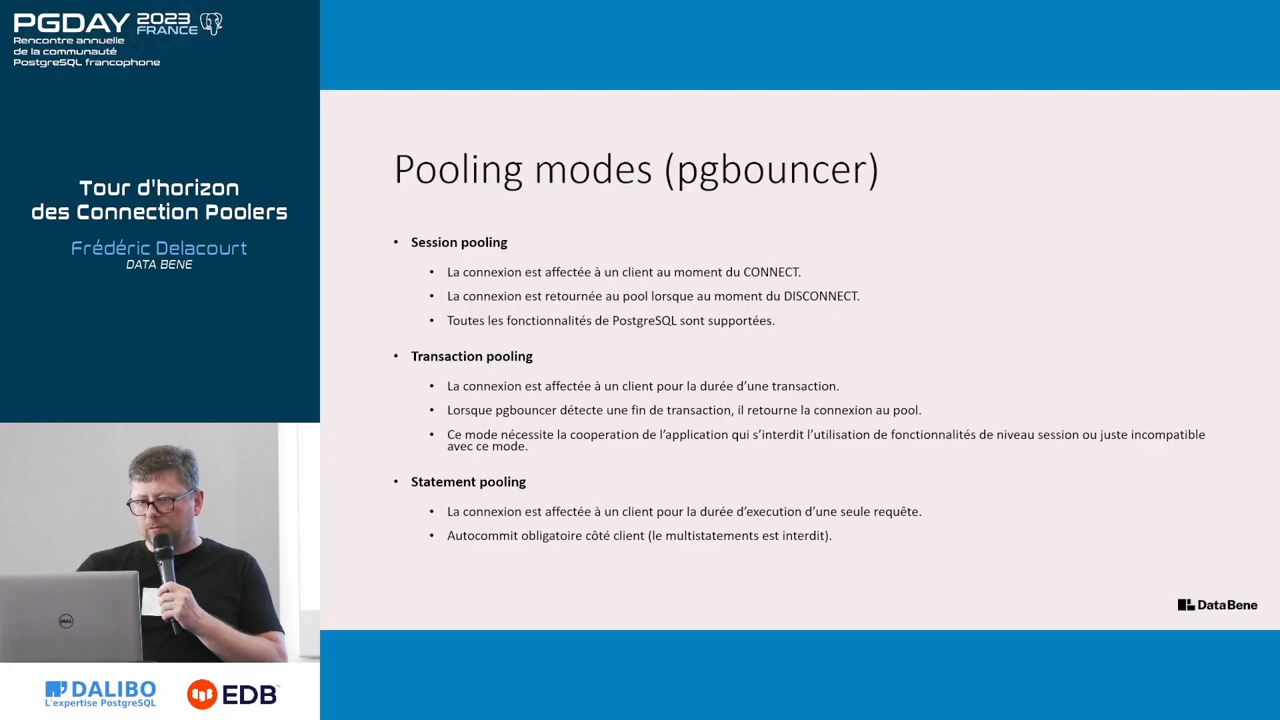 PGDAY 2023 FRANCE
Rencontre annuelle
de la communauté
PostgreSQL francophone
Tour d'horizon
des Connection Poolers
Frédéric Delacourt
DATA BENE
Pooling modes (pgbouncer)
• Session pooling
• La connexion est affectée à un client au moment du CONNECT.
• La connexion est retournée au pool lorsque au moment du DISCONNECT.
• Toutes les fonctionnalités de PostgreSQL sont supportées.
• Transaction pooling
• La connexion est affectée à un client pour la durée d'une transaction.
• Lorsque pgbouncer détecte une fin de transaction, il retourne la connexion au pool.
• Ce mode nécessite la cooperation de l'application qui s'interdit l'utilisation de fonctionnalités de niveau session ou juste incompatible
avec ce mode.
• Statement pooling
• La connexion est affectée à un client pour la durée d'execution d'une seule requête.
• Autocommit obligatoire côté client (le multistatements est interdit).
DataBene
DELL
DALIBO
L'expertise PostgreSQL
EDB